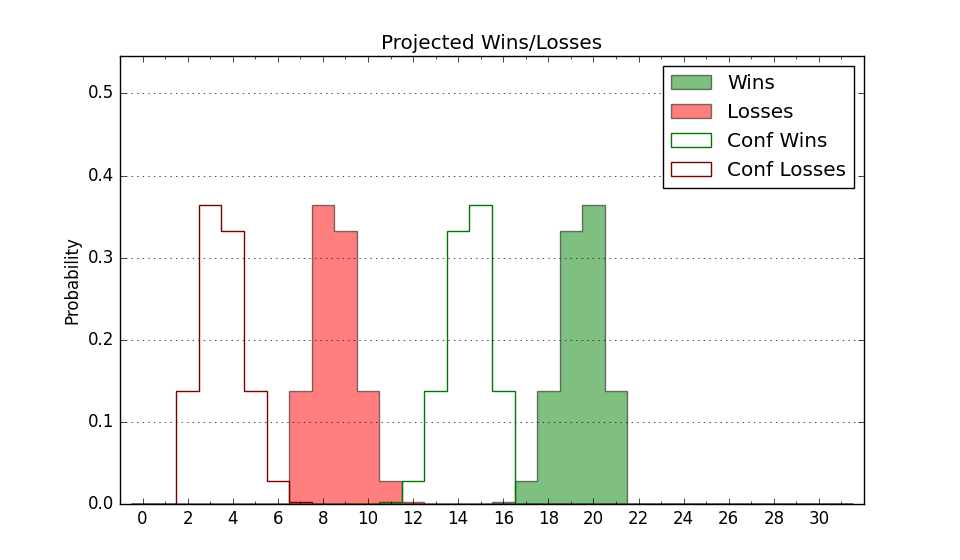 Projected Wins/Losses
Wins
Losses
Conf Wins
Conf Losses
Probability
0.5
0.4
0.3
0.2
0.1
0.0
0 2 4 6 8 10 12 14 16 18 20 22 24 26 28 30